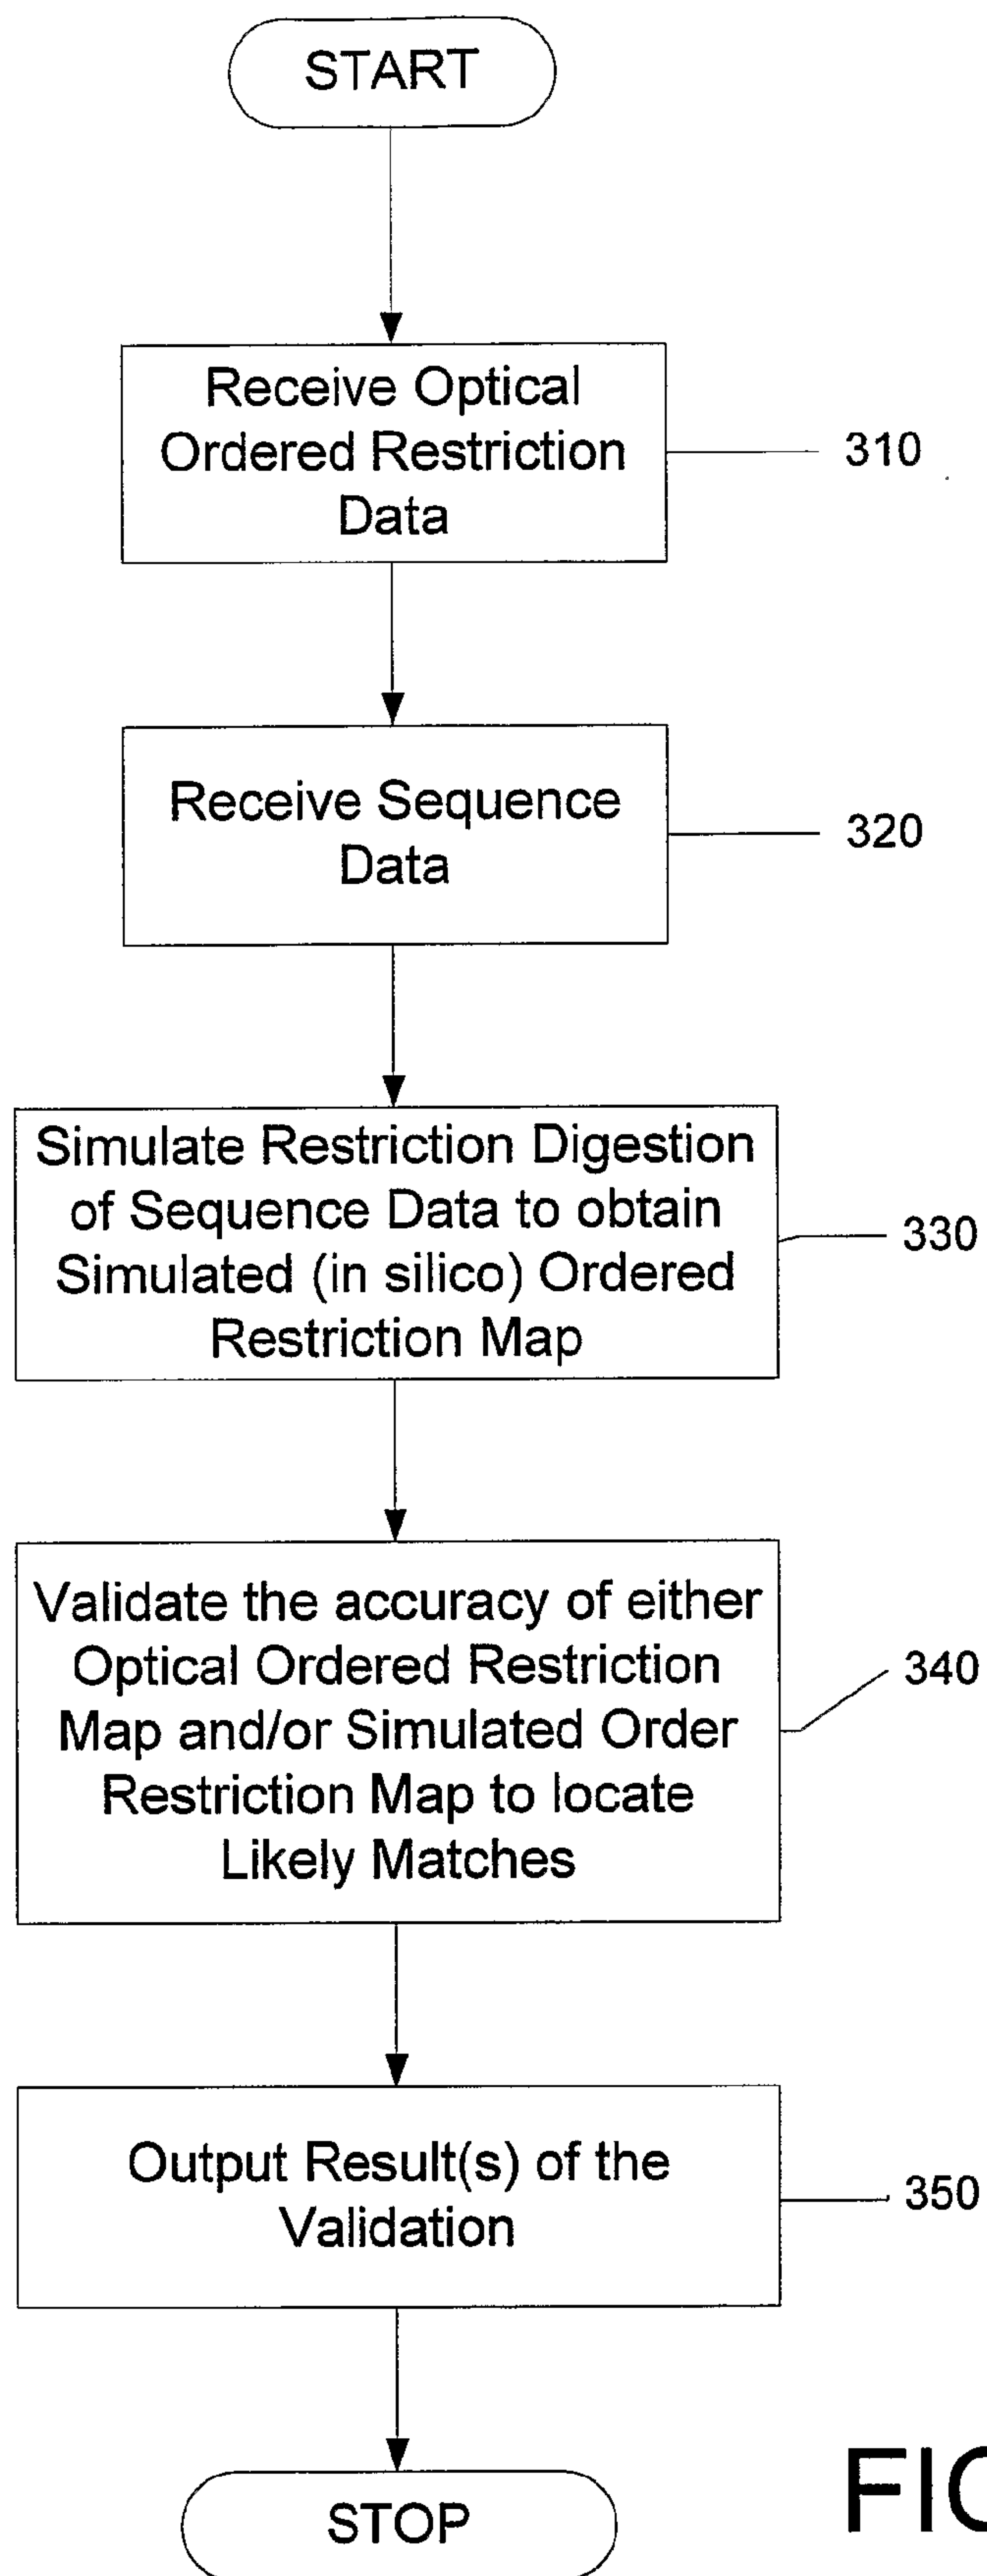 START
Receive Optical
Ordered Restriction
Data
310
Receive Sequence
Data
320
Simulate Restriction Digestion
of Sequence Data to obtain
Simulated (in silico) Ordered
Restriction Map
330
Validate the accuracy of either
Optical Ordered Restriction
Map and/or Simulated Order
Restriction Map to locate
Likely Matches
340
Output Result(s) of the
Validation
350
STOP